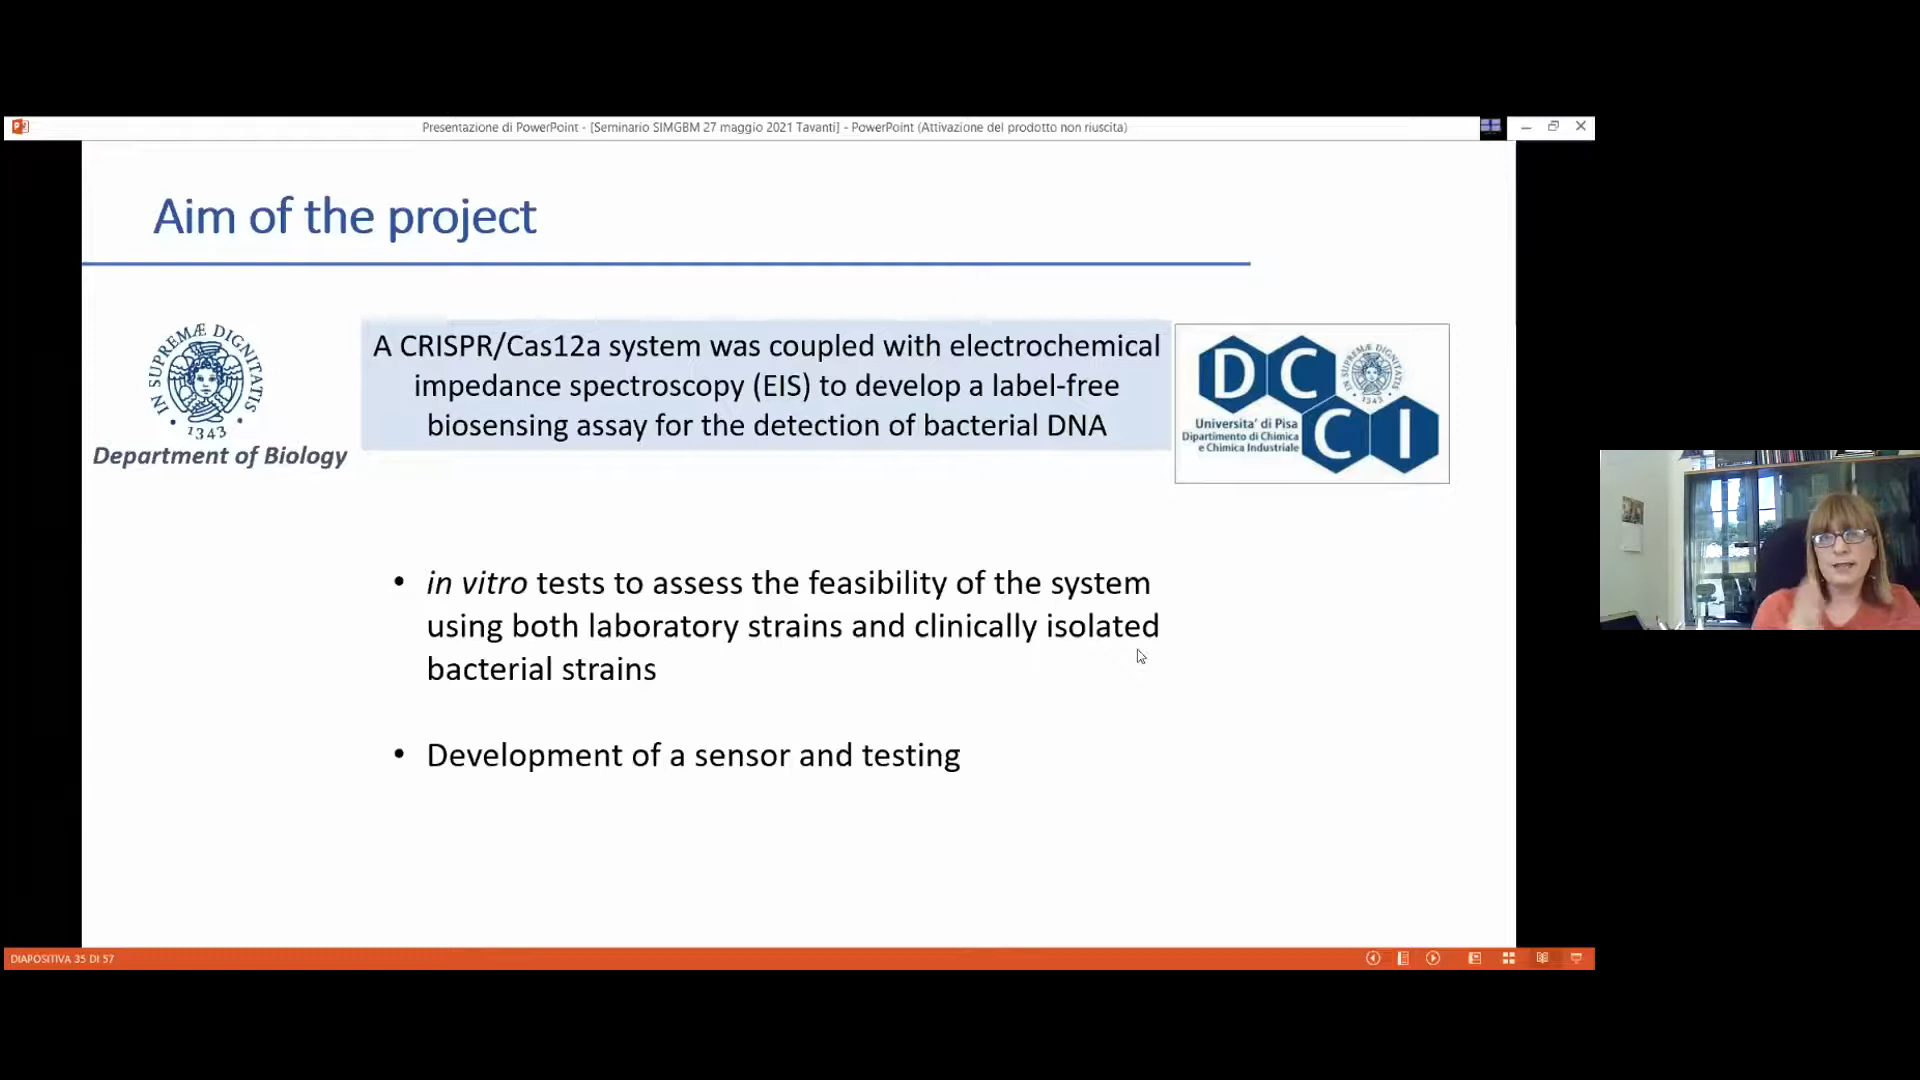 Presentazione di PowerPoint - [Seminario SIMGBM 27 maggio 2021 Tavanti] - PowerPoint (Attivazione del prodotto non riuscita)
Aim of the project
IN SUPREMÆ DIGNITATIS
• 1343 •
Department of Biology
A CRISPR/Cas12a system was coupled with electrochemical
impedance spectroscopy (EIS) to develop a label-free
biosensing assay for the detection of bacterial DNA
D C
IN SUPREMÆ DIGNITATIS
1343
C I
Universita' di Pisa
Dipartimento di Chimica
e Chimica Industriale
• in vitro tests to assess the feasibility of the system
using both laboratory strains and clinically isolated
bacterial strains
• Development of a sensor and testing
DIAPOSITIVA 35 DI 57